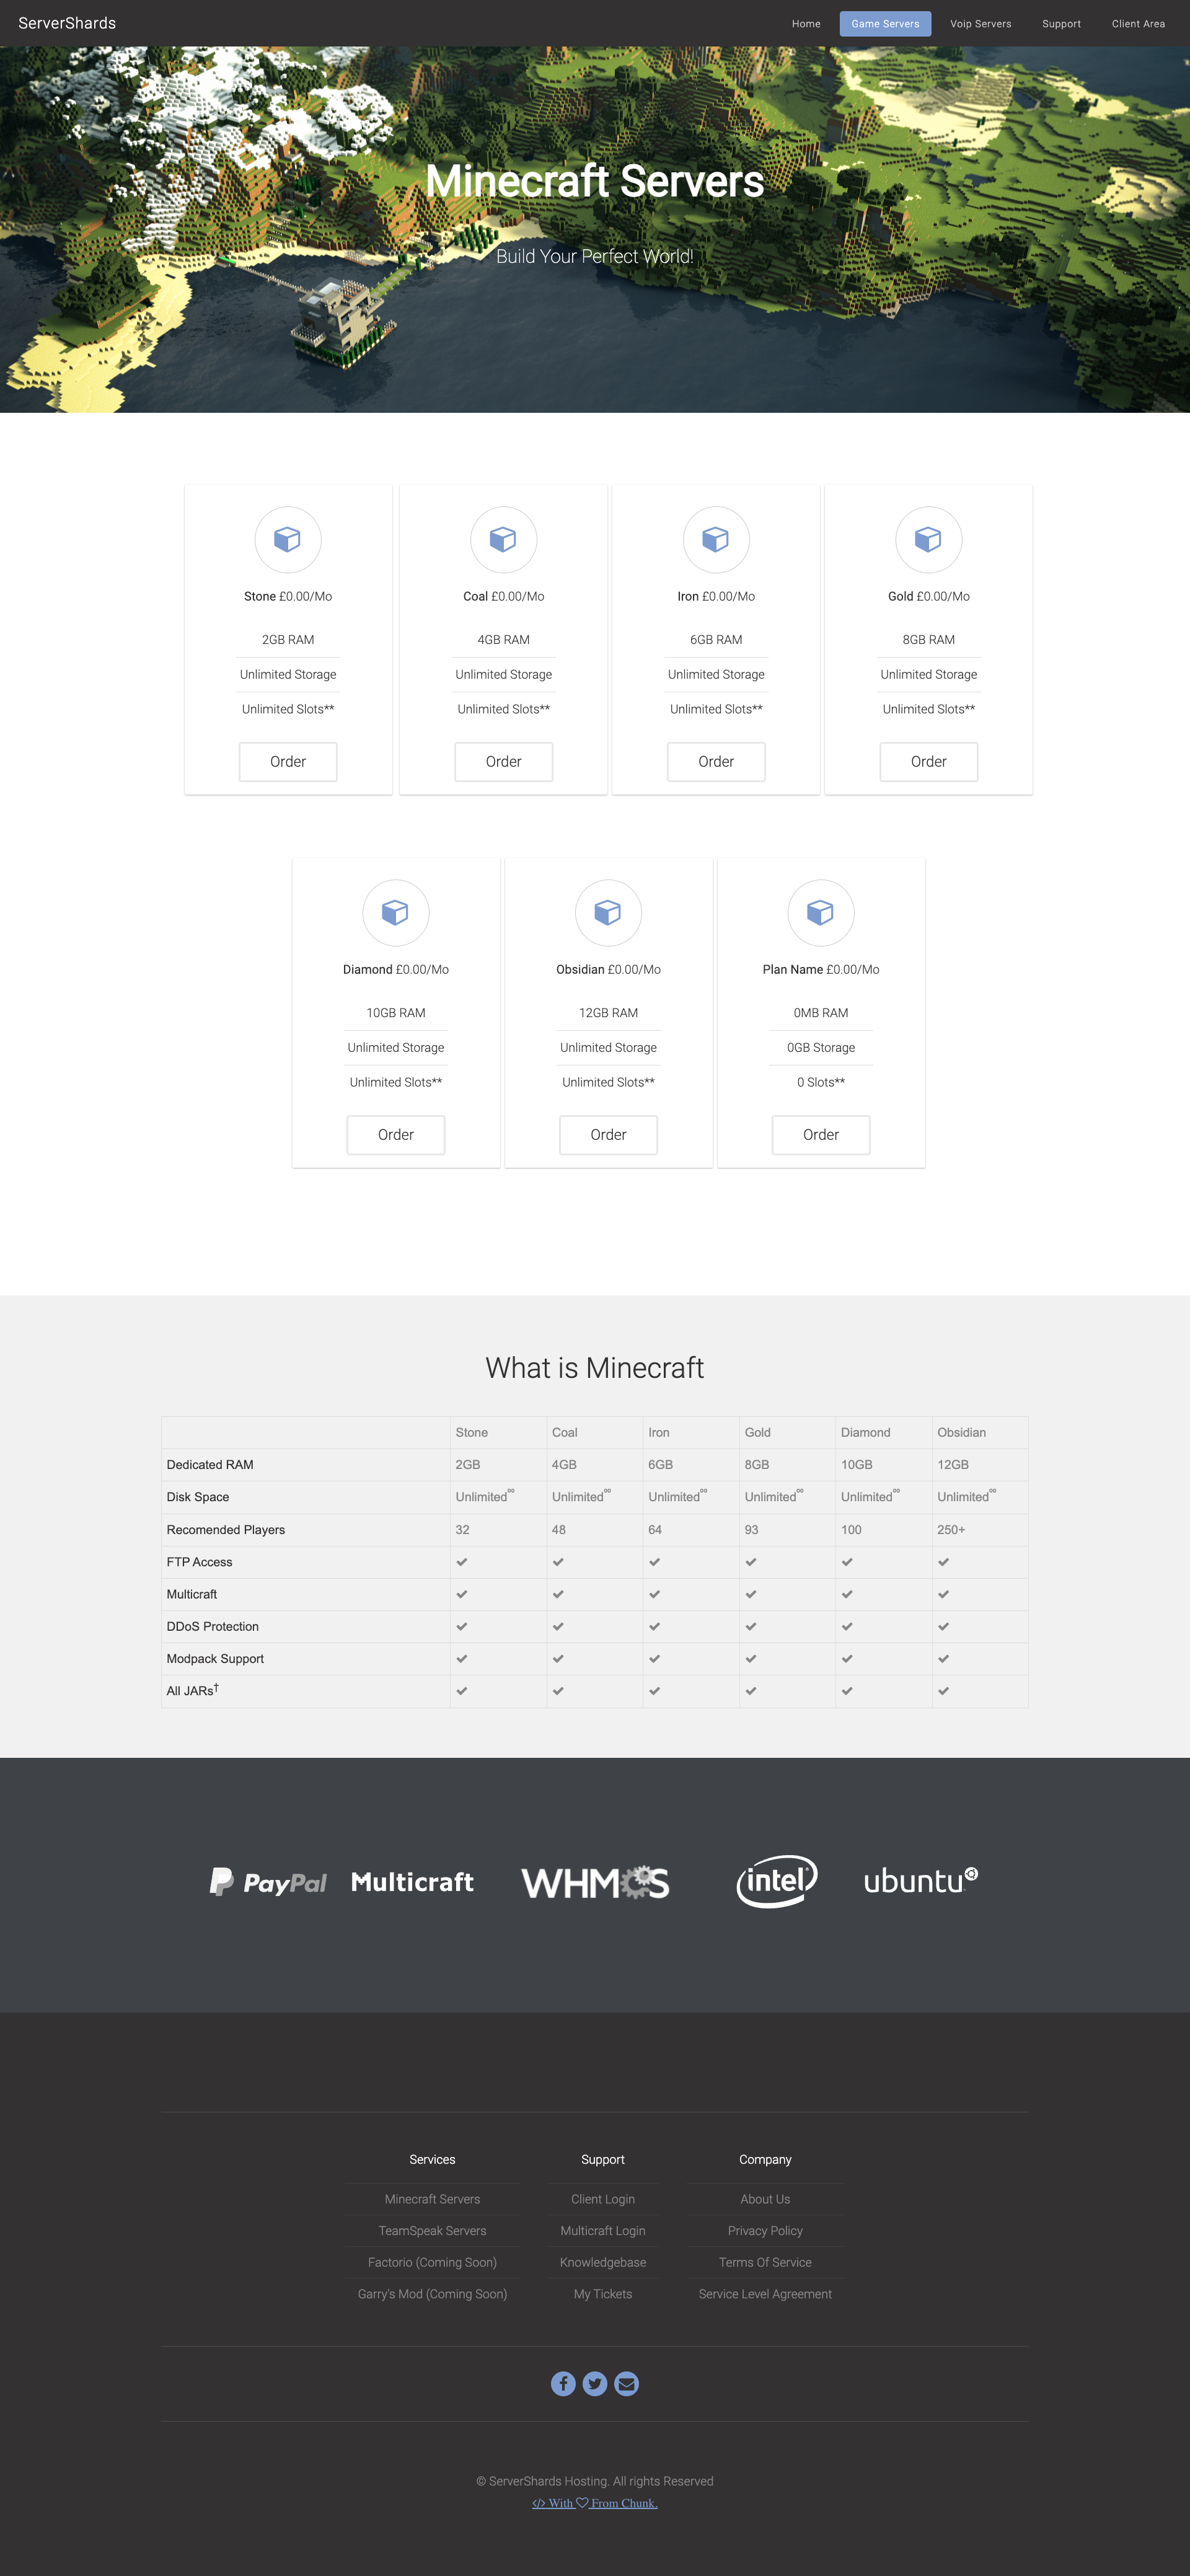 ServerShards
Home Game Servers Voip Servers Support Client Area
Minecraft Servers
Build Your Perfect World!
Stone £0.00/Mo Coal £0.00/Mo Iron £0.00/Mo Gold £0.00/Mo
2GB RAM 4GB RAM 6GB RAM 8GB RAM
Unlimited Storage Unlimited Storage Unlimited Storage Unlimited Storage
Unlimited Slots** Unlimited Slots** Unlimited Slots** Unlimited Slots**
Order Order Order Order
Diamond £0.00/Mo Obsidian £0.00/Mo Plan Name £0.00/Mo
10GB RAM 12GB RAM 0MB RAM
Unlimited Storage Unlimited Storage 0GB Storage
Unlimited Slots** Unlimited Slots** 0 Slots**
Order Order Order
What is Minecraft
Stone Coal Iron Gold Diamond Obsidian
Dedicated RAM 2GB 4GB 6GB 8GB 10GB 12GB
Disk Space Unlimited∞ Unlimited∞ Unlimited∞ Unlimited∞ Unlimited∞ Unlimited∞
Recomended Players 32 48 64 93 100 250+
FTP Access ✔ ✔ ✔ ✔ ✔ ✔
Multicraft ✔ ✔ ✔ ✔ ✔ ✔
DDoS Protection ✔ ✔ ✔ ✔ ✔ ✔
Modpack Support ✔ ✔ ✔ ✔ ✔ ✔
All JARs† ✔ ✔ ✔ ✔ ✔ ✔
PayPal Multicraft WHMCS intel ubuntu
Services Support Company
Minecraft Servers Client Login About Us
TeamSpeak Servers Multicraft Login Privacy Policy
Factorio (Coming Soon) Knowledgebase Terms Of Service
Garry's Mod (Coming Soon) My Tickets Service Level Agreement
© ServerShards Hosting. All rights Reserved
</> With ♡ From Chunk.